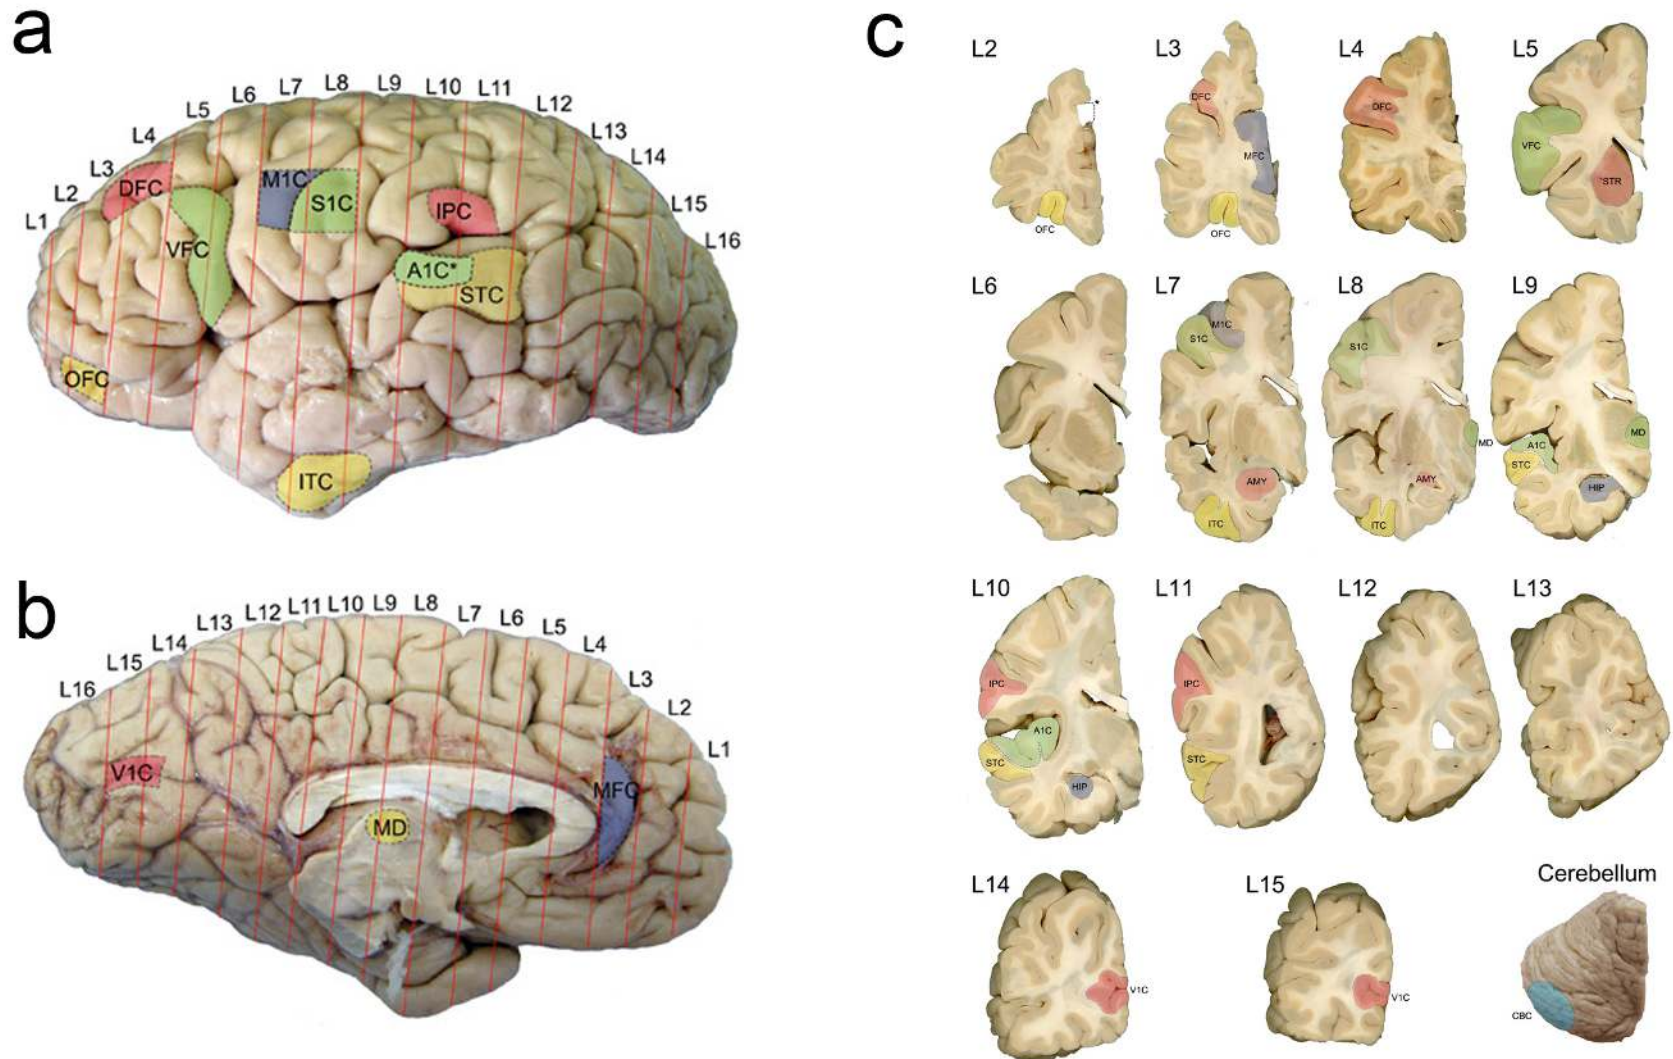 a
L1
L2
L3
L4
L5
L6
L7
L8
L9
L10
L11
L12
L13
L14
L15
L16
DFC
M1C
S1C
IPC
VFC
A1C*
STC
OFC
ITC
b
L16
L15
L14
L13
L12
L11
L10
L9
L8
L7
L6
L5
L4
L3
L2
L1
V1C
MFC
MD
c
L2
*
OFC
L3
DFC
MFC
OFC
L4
DFC
L5
VFC
STR
L6
L7
M1C
S1C
AMY
ITC
L8
S1C
MD
AMY
ITC
L9
A1C
MD
STC
HIP
L10
IPC
A1C
STC
HIP
L11
IPC
STC
L12
L13
L14
V1C
L15
V1C
Cerebellum
CBC